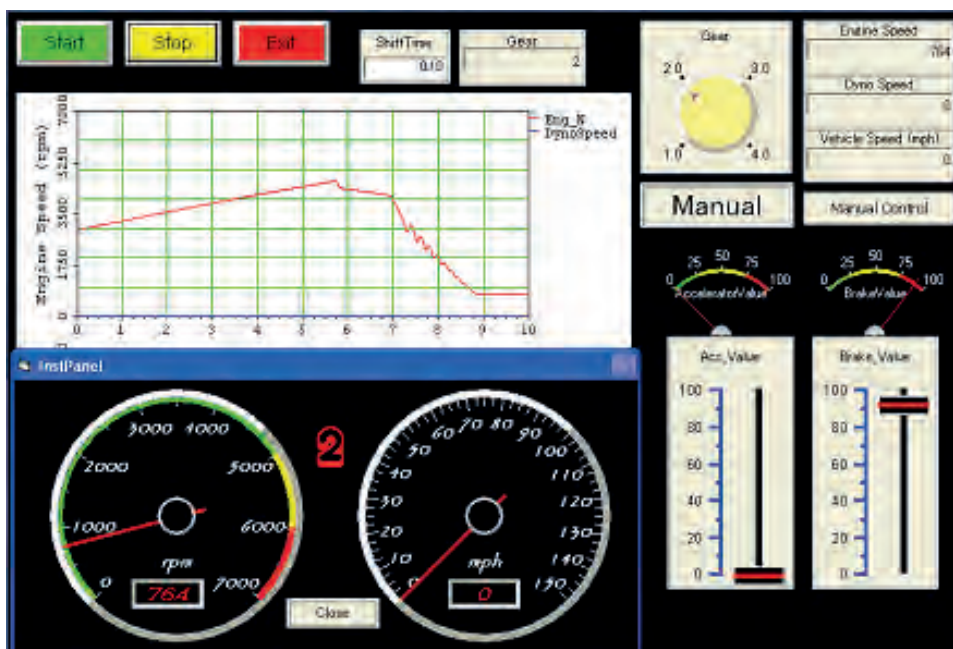 Start
Stop
Exit
ShiftTime
0.10
Gear
2
Gear
2.0
3.0
1.0
4.0
Engine Speed
764
Dyno Speed
0
Vehicle Speed (mph)
0
Manual
Manual Control
Engine Speed (rpm)
7000
5250
3500
1750
0
0 1 2 3 4 5 6 7 8 9 10
Eng_N
DynoSpeed
0 25 50 75 100
AcceleratorValue
0 25 50 75 100
BrakeValue
Acc_Value
100
80
60
40
20
0
Brake_Value
100
80
60
40
20
0
InstPanel
0 1000 2000 3000 4000 5000 6000 7000
rpm
764
2
0 10 20 30 40 50 60 70 80 90 100 110 120 130 140 150
mph
0
Close